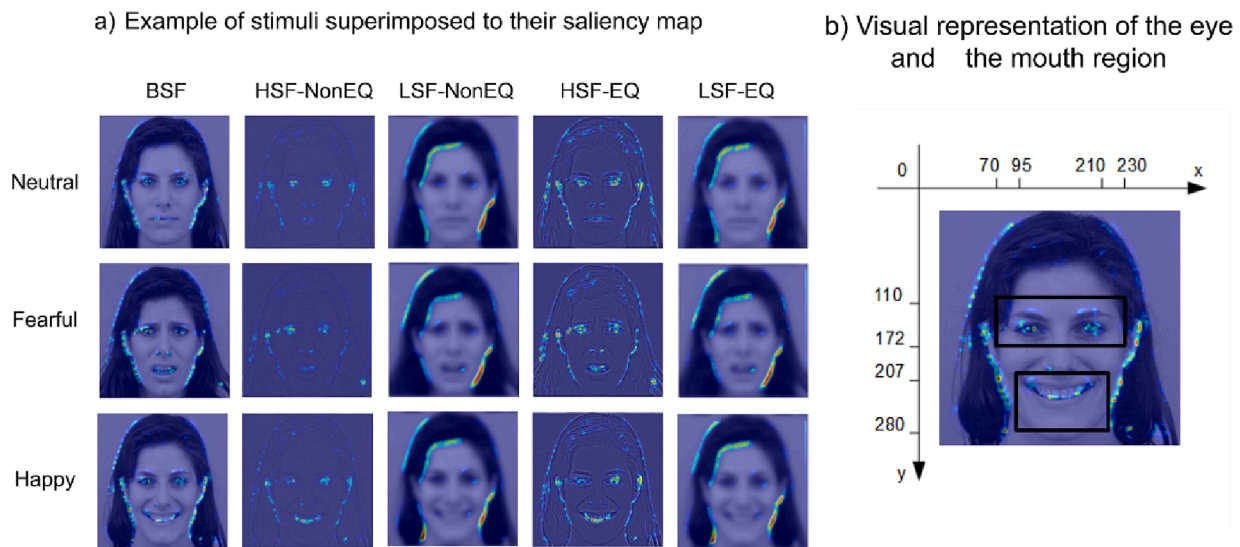 a) Example of stimuli superimposed to their saliency map
BSF HSF-NonEQ LSF-NonEQ HSF-EQ LSF-EQ
Neutral
Fearful
Happy
b) Visual representation of the eye
and the mouth region
0 70 95 210 230 x
110
172
207
280
y